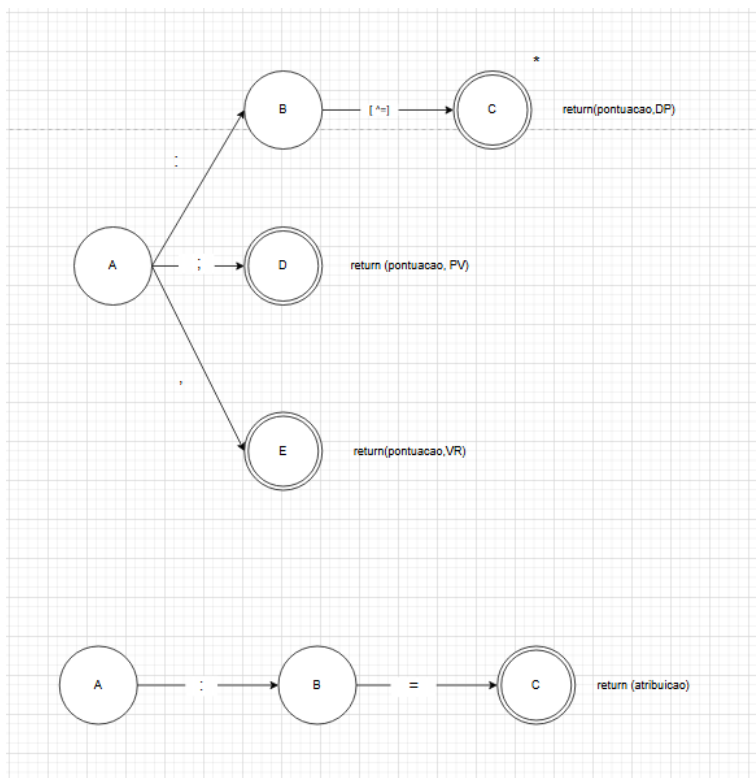 *
B
[ ^=]
C
return(pontuacao,DP)
:
A
;
D
return (pontuacao, PV)
,
E
return(pontuacao,VR)
A
:
B
=
C
return (atribuicao)